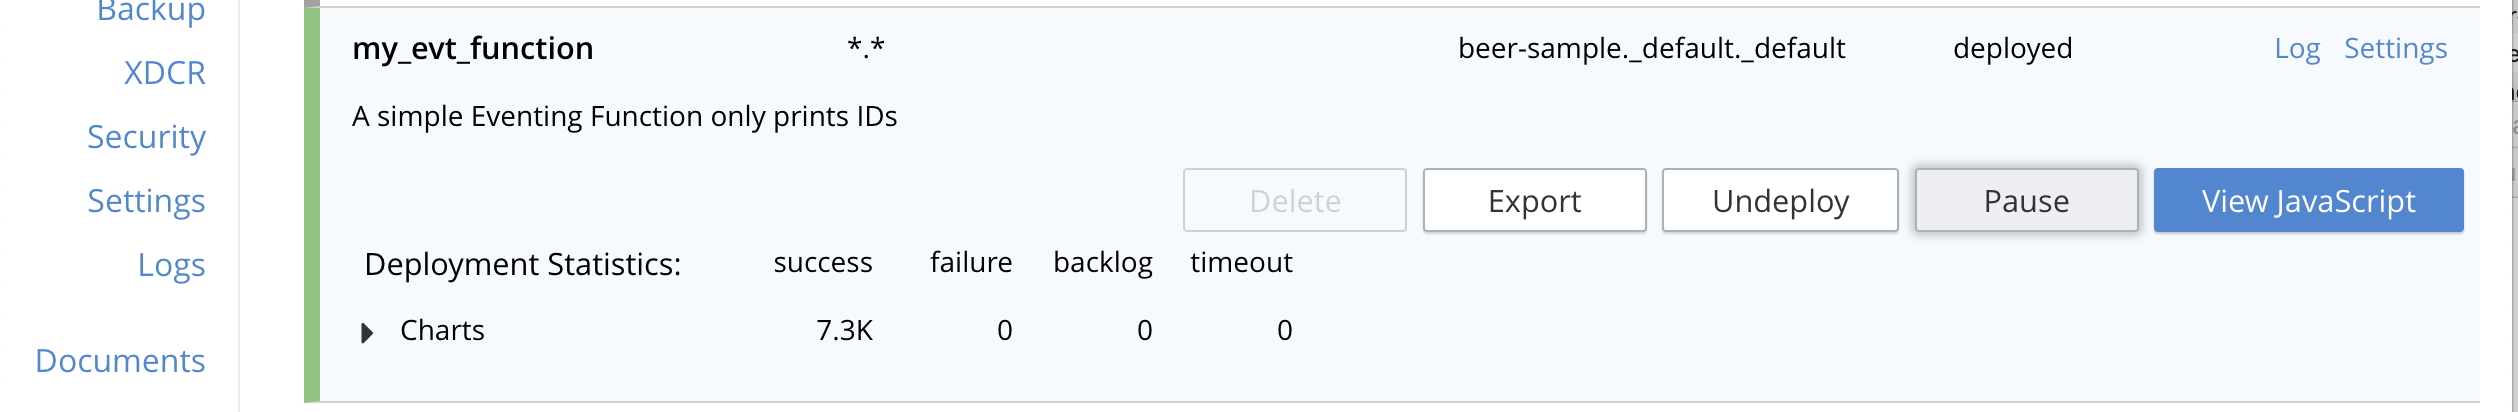 Backup
XDCR
Security
Settings
Logs
Documents
my_evt_function *.* beer-sample._default._default deployed Log Settings
A simple Eventing Function only prints IDs
Delete Export Undeploy Pause View JavaScript
Deployment Statistics: success failure backlog timeout
Charts 7.3K 0 0 0